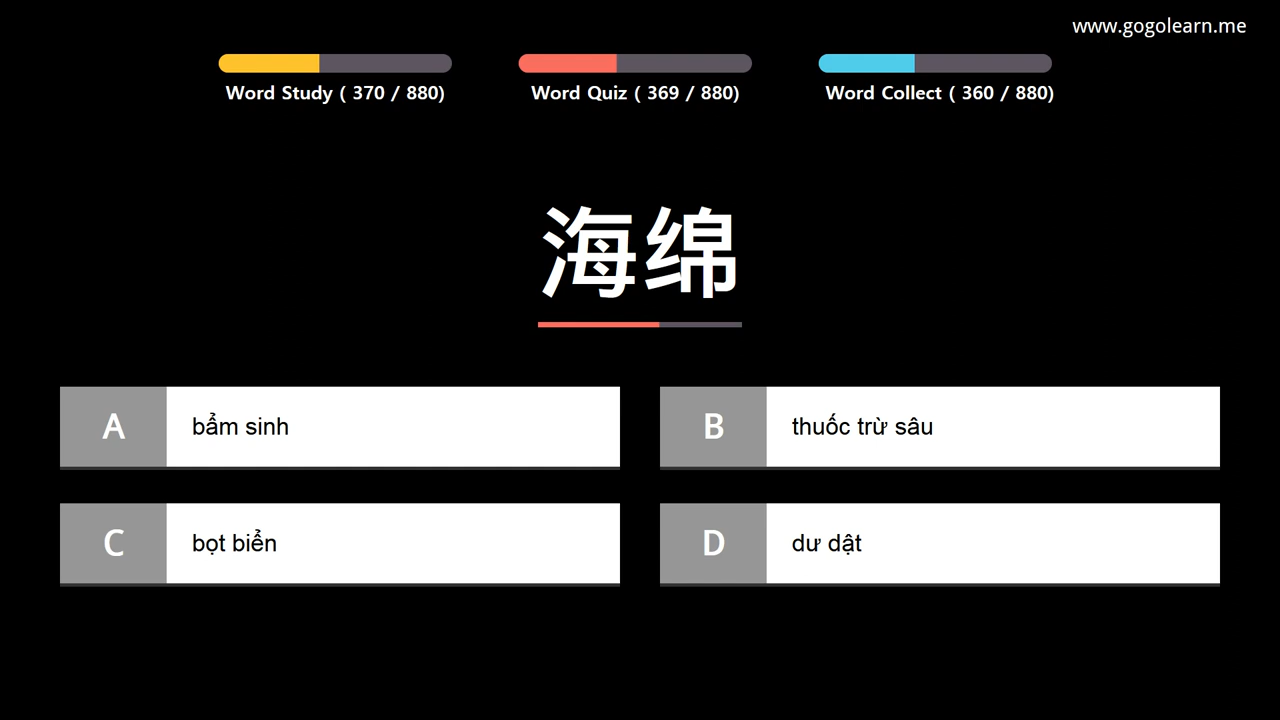 www.gogolearn.me
Word Study ( 370 / 880)
Word Quiz ( 369 / 880)
Word Collect ( 360 / 880)
海绵
A bẩm sinh
B thuốc trừ sâu
C bọt biển
D dư dật